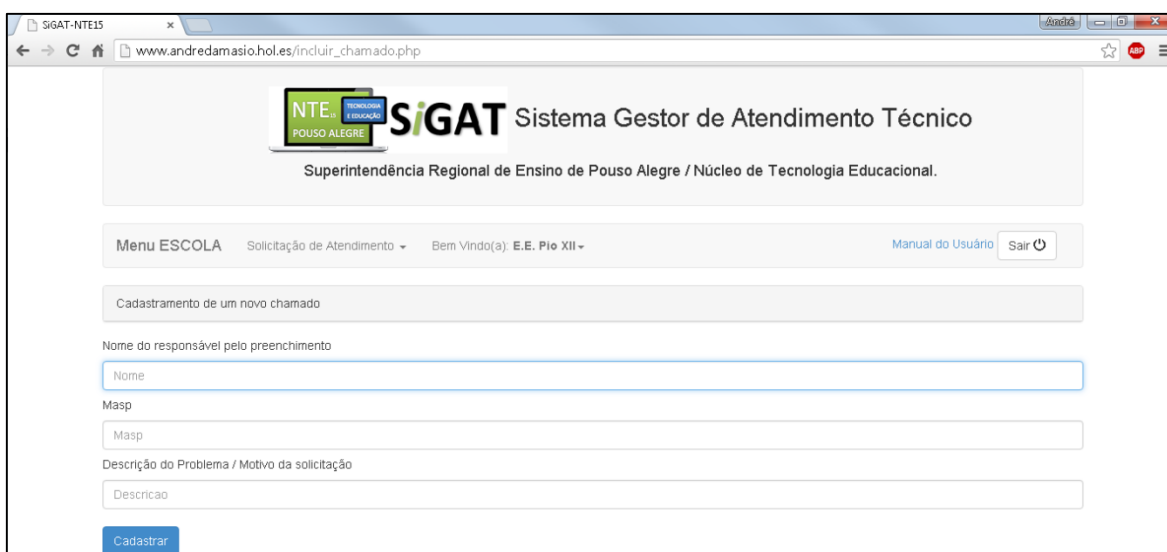 SiGAT-NTE15
André
www.andredamasio.hol.es/incluir_chamado.php
ABP
NTE15 TECNOLOGIA E EDUCAÇÃO
POUSO ALEGRE
SiGAT Sistema Gestor de Atendimento Técnico
Superintendência Regional de Ensino de Pouso Alegre / Núcleo de Tecnologia Educacional.
Menu ESCOLA Solicitação de Atendimento Bem Vindo(a): E.E. Pio XII Manual do Usuário Sair
Cadastramento de um novo chamado
Nome do responsável pelo preenchimento
Nome
Masp
Masp
Descrição do Problema / Motivo da solicitação
Descricao
Cadastrar